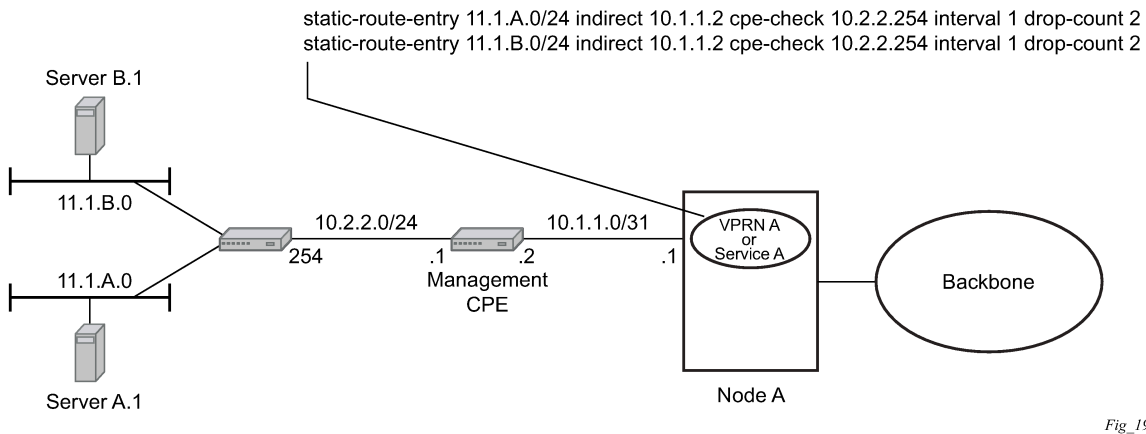 static-route-entry 11.1.A.0/24 indirect 10.1.1.2 cpe-check 10.2.2.254 interval 1 drop-count 2
static-route-entry 11.1.B.0/24 indirect 10.1.1.2 cpe-check 10.2.2.254 interval 1 drop-count 2
Server B.1
11.1.B.0
10.2.2.0/24
10.1.1.0/31
VPRN A
or
Service A
254
.1
.2
.1
Management
CPE
11.1.A.0
Backbone
Server A.1
Node A
Fig_19